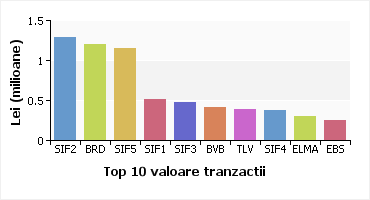 1.5
1
0.5
0
Lei (milioane)
SIF2 BRD SIF5 SIF1 SIF3 BVB TLV SIF4 ELMA EBS
Top 10 valoare tranzactii